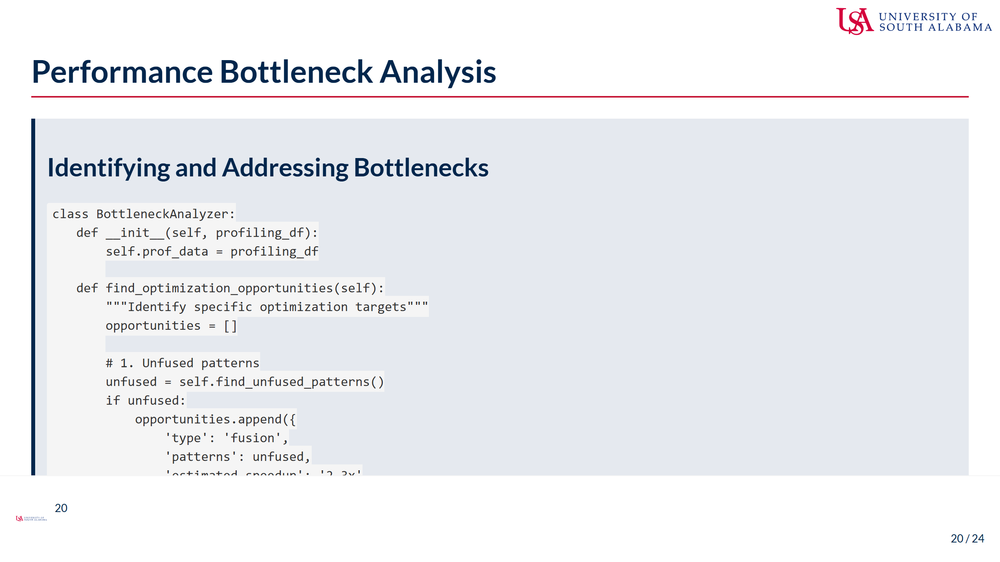 USA UNIVERSITY OF
SOUTH ALABAMA
Performance Bottleneck Analysis
Identifying and Addressing Bottlenecks
class BottleneckAnalyzer:
    def __init__(self, profiling_df):
        self.prof_data = profiling_df
    def find_optimization_opportunities(self):
        """Identify specific optimization targets"""
        opportunities = []
        # 1. Unfused patterns
        unfused = self.find_unfused_patterns()
        if unfused:
            opportunities.append({
                'type': 'fusion',
                'patterns': unfused,
                'estimated_speedup': '2-3x'
20
USA UNIVERSITY OF
SOUTH ALABAMA
20 / 24